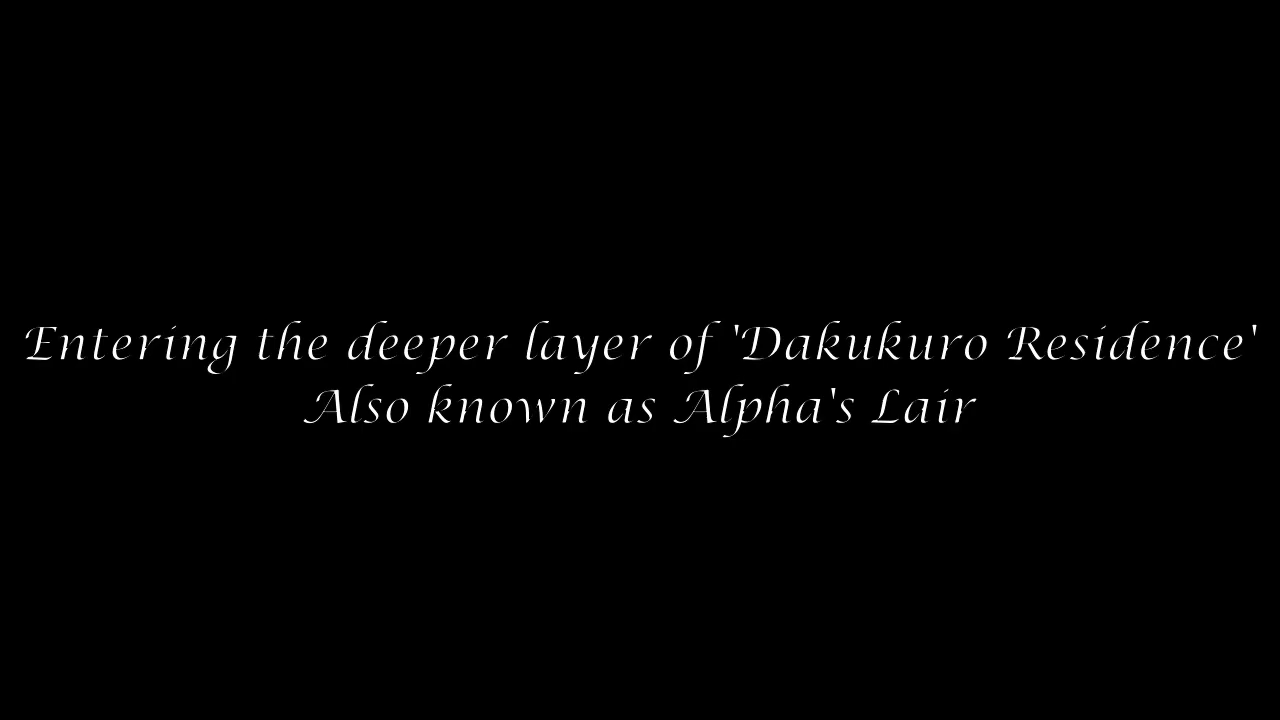 Entering the deeper layer of 'Dakukuro Residence'
Also known as Alpha's Lair